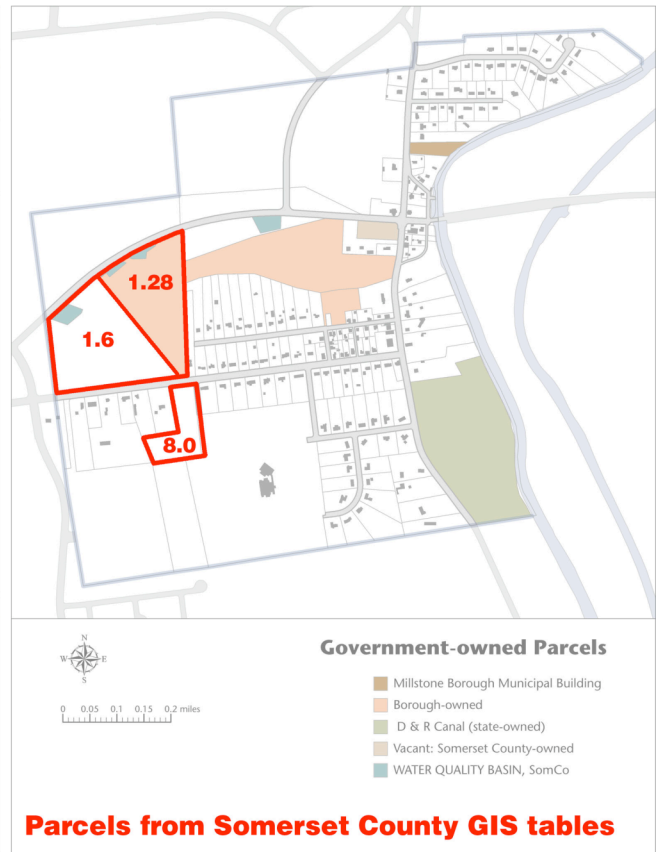 1.28
1.6
8.0
N
W E
S
0 0.05 0.1 0.15 0.2 miles
Government-owned Parcels
Millstone Borough Municipal Building
Borough-owned
D & R Canal (state-owned)
Vacant: Somerset County-owned
WATER QUALITY BASIN, SomCo
Parcels from Somerset County GIS tables